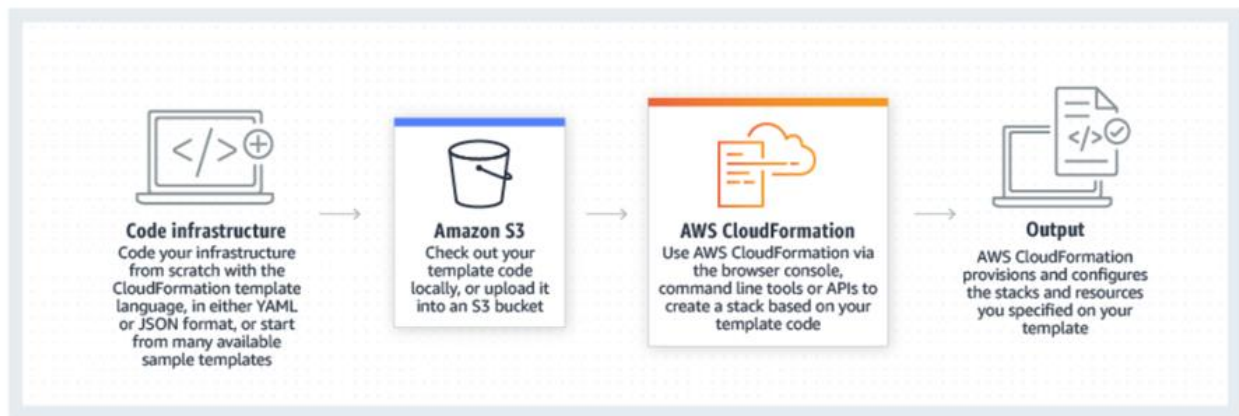 </>
Code infrastructure
Code your infrastructure
from scratch with the
CloudFormation template
language, in either YAML
or JSON format, or start
from many available
sample templates
Amazon S3
Check out your
template code
locally, or upload it
into an S3 bucket
AWS CloudFormation
Use AWS CloudFormation via
the browser console,
command line tools or APIs to
create a stack based on your
template code
</>
Output
AWS CloudFormation
provisions and configures
the stacks and resources
you specified on your
template